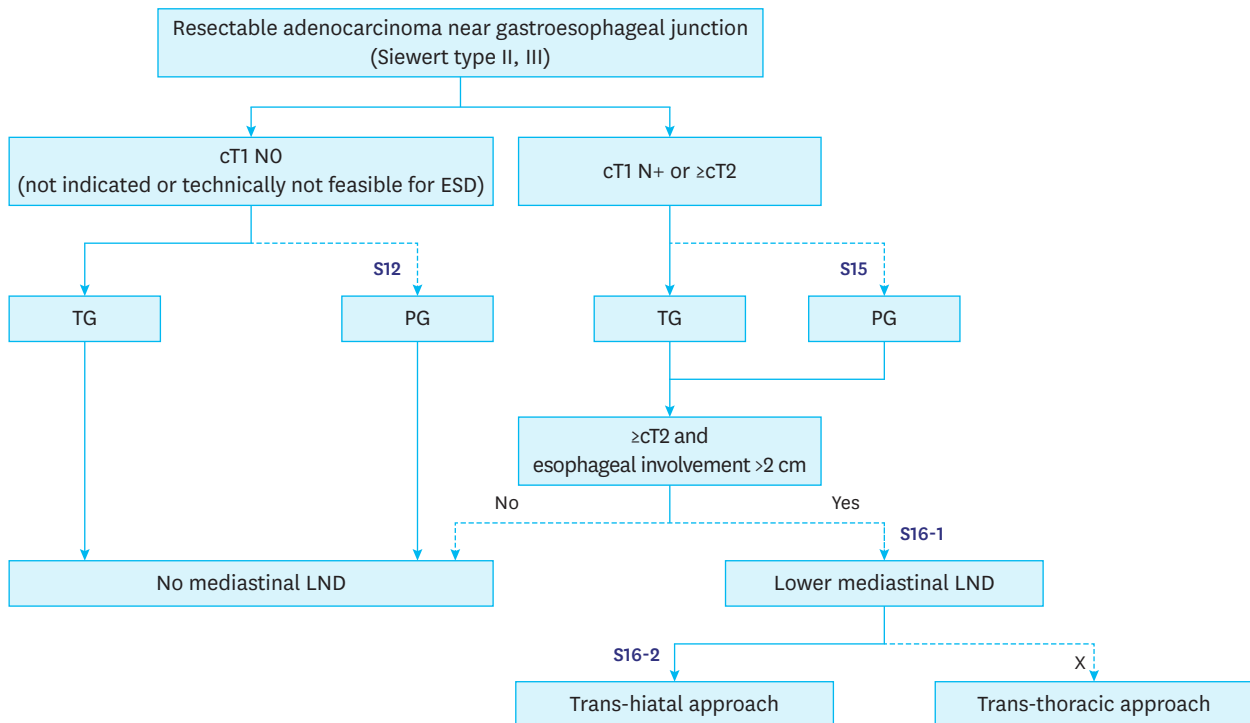 Resectable adenocarcinoma near gastroesophageal junction
(Siewert type II, III)
cT1 N0
(not indicated or technically not feasible for ESD)
cT1 N+ or ≥cT2
S12
S15
TG
PG
TG
PG
≥cT2 and
esophageal involvement >2 cm
No
Yes
S16-1
No mediastinal LND
Lower mediastinal LND
S16-2
X
Trans-hiatal approach
Trans-thoracic approach